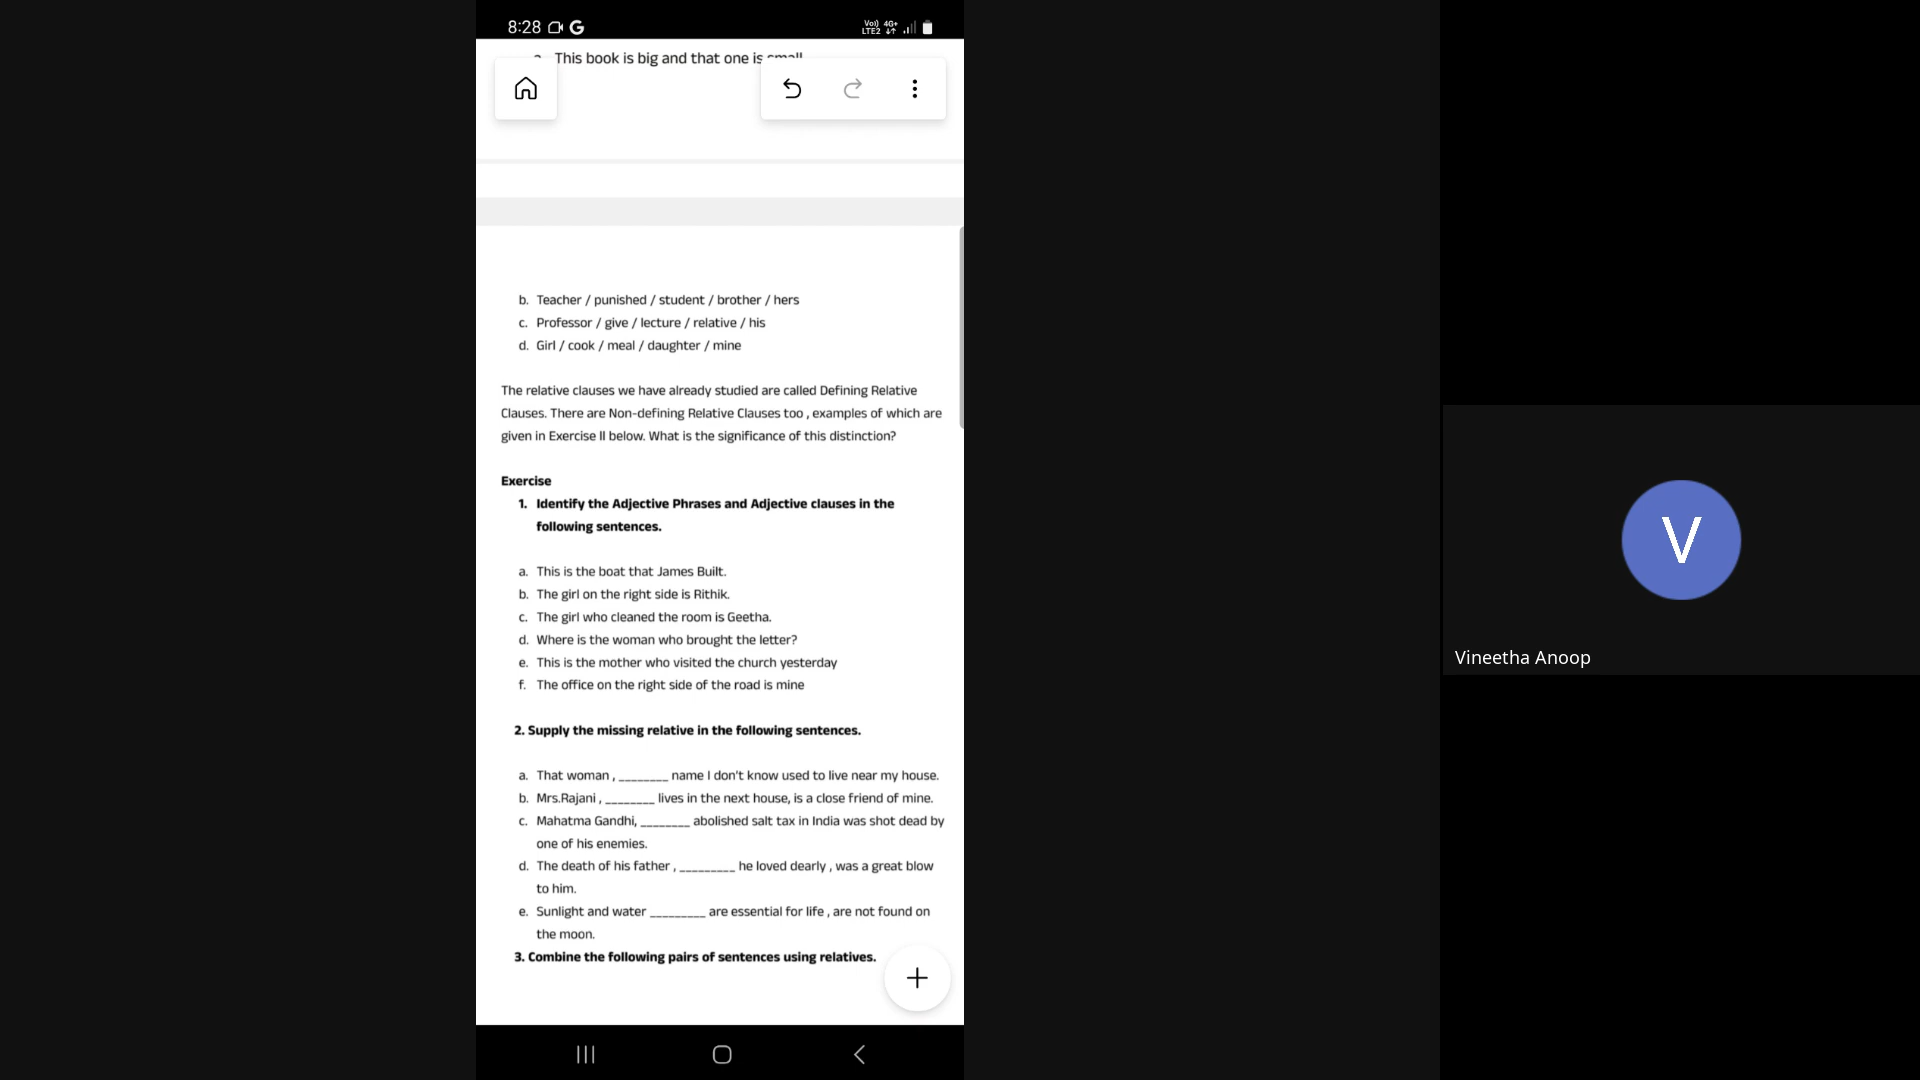 8:28
Vo)) 4G+
LTE2
a. This book is big and that one is small
b. Teacher / punished / student / brother / hers
c. Professor / give / lecture / relative / his
d. Girl / cook / meal / daughter / mine
The relative clauses we have already studied are called Defining Relative
Clauses. There are Non-defining Relative Clauses too , examples of which are
given in Exercise II below. What is the significance of this distinction?
Exercise
1. Identify the Adjective Phrases and Adjective clauses in the
following sentences.
a. This is the boat that James Built.
b. The girl on the right side is Rithik.
c. The girl who cleaned the room is Geetha.
d. Where is the woman who brought the letter?
e. This is the mother who visited the church yesterday
f. The office on the right side of the road is mine
2. Supply the missing relative in the following sentences.
a. That woman , ________ name I don't know used to live near my house.
b. Mrs.Rajani , ________ lives in the next house, is a close friend of mine.
c. Mahatma Gandhi, ________ abolished salt tax in India was shot dead by
one of his enemies.
d. The death of his father , _________ he loved dearly , was a great blow
to him.
e. Sunlight and water _________ are essential for life , are not found on
the moon.
3. Combine the following pairs of sentences using relatives.
V
Vineetha Anoop